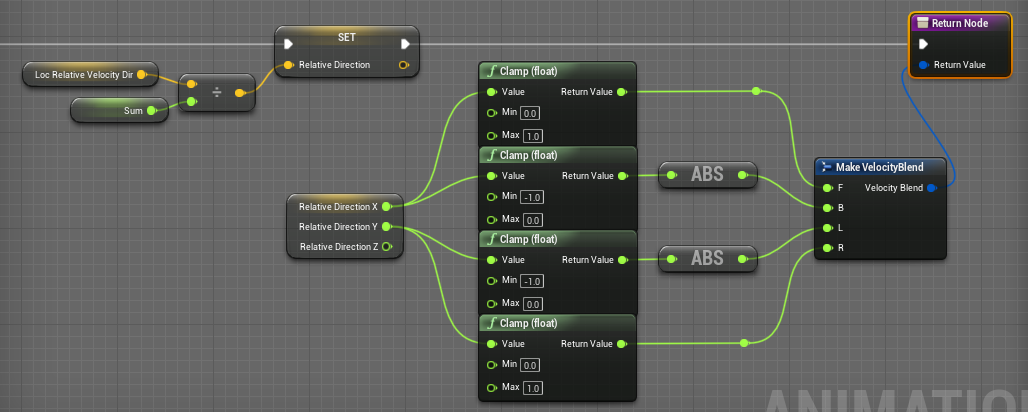 SET
Relative Direction
Loc Relative Velocity Dir
÷
Sum
Relative Direction X
Relative Direction Y
Relative Direction Z
f Clamp (float)
Value Return Value
Min 0.0
Max 1.0
f Clamp (float)
Value Return Value
Min -1.0
Max 0.0
f Clamp (float)
Value Return Value
Min -1.0
Max 0.0
f Clamp (float)
Value Return Value
Min 0.0
Max 1.0
ABS
ABS
Make VelocityBlend
F Velocity Blend
B
L
R
Return Node
Return Value
ANIMATIO